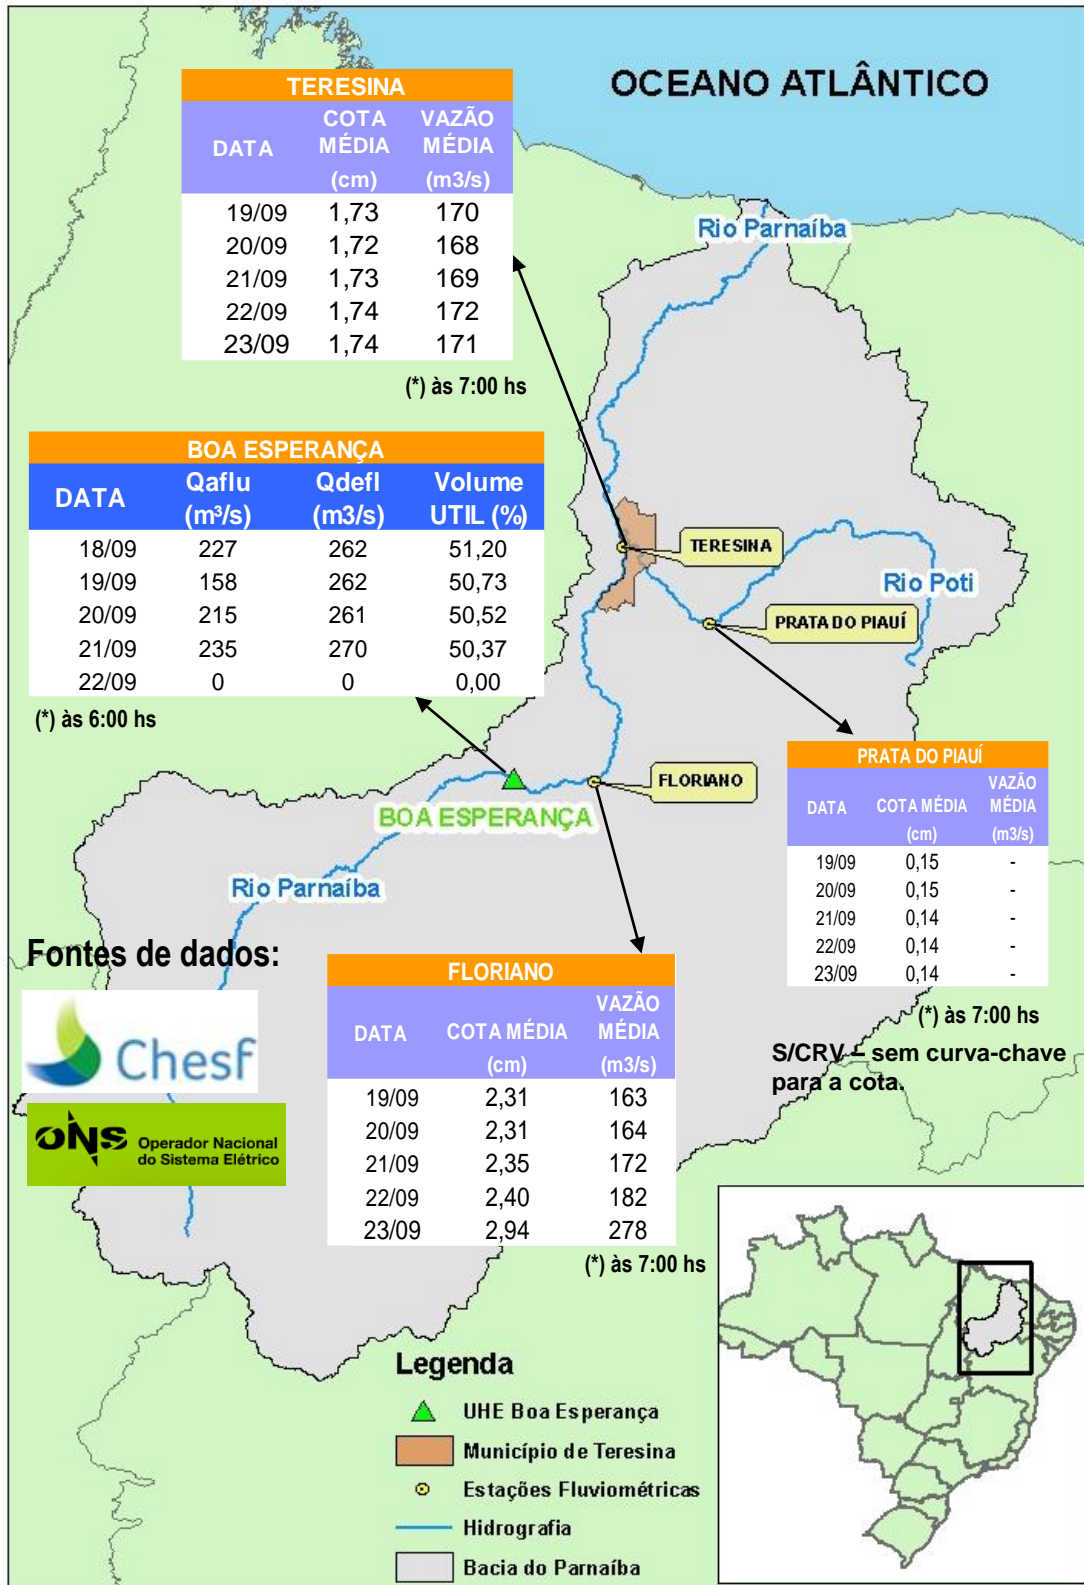 OCEANO ATLÂNTICO
TERESINA
DATA COTA MÉDIA (cm) VAZÃO MÉDIA (m3/s)
19/09 1,73 170
20/09 1,72 168
21/09 1,73 169
22/09 1,74 172
23/09 1,74 171
(*) às 7:00 hs
Rio Parnaíba
BOA ESPERANÇA
DATA Qaflu (m³/s) Qdefl (m3/s) Volume UTIL (%)
18/09 227 262 51,20
19/09 158 262 50,73
20/09 215 261 50,52
21/09 235 270 50,37
22/09 0 0 0,00
(*) às 6:00 hs
TERESINA
Rio Poti
PRATA DO PIAUÍ
FLORIANO
BOA ESPERANÇA
Rio Parnaíba
PRATA DO PIAUÍ
DATA COTA MÉDIA (cm) VAZÃO MÉDIA (m3/s)
19/09 0,15 -
20/09 0,15 -
21/09 0,14 -
22/09 0,14 -
23/09 0,14 -
(*) às 7:00 hs
S/CRV – sem curva-chave
para a cota.
Fontes de dados:
Chesf
ONS Operador Nacional
do Sistema Elétrico
FLORIANO
DATA COTA MÉDIA (cm) VAZÃO MÉDIA (m3/s)
19/09 2,31 163
20/09 2,31 164
21/09 2,35 172
22/09 2,40 182
23/09 2,94 278
(*) às 7:00 hs
Legenda
UHE Boa Esperança
Município de Teresina
Estações Fluviométricas
Hidrografia
Bacia do Parnaíba